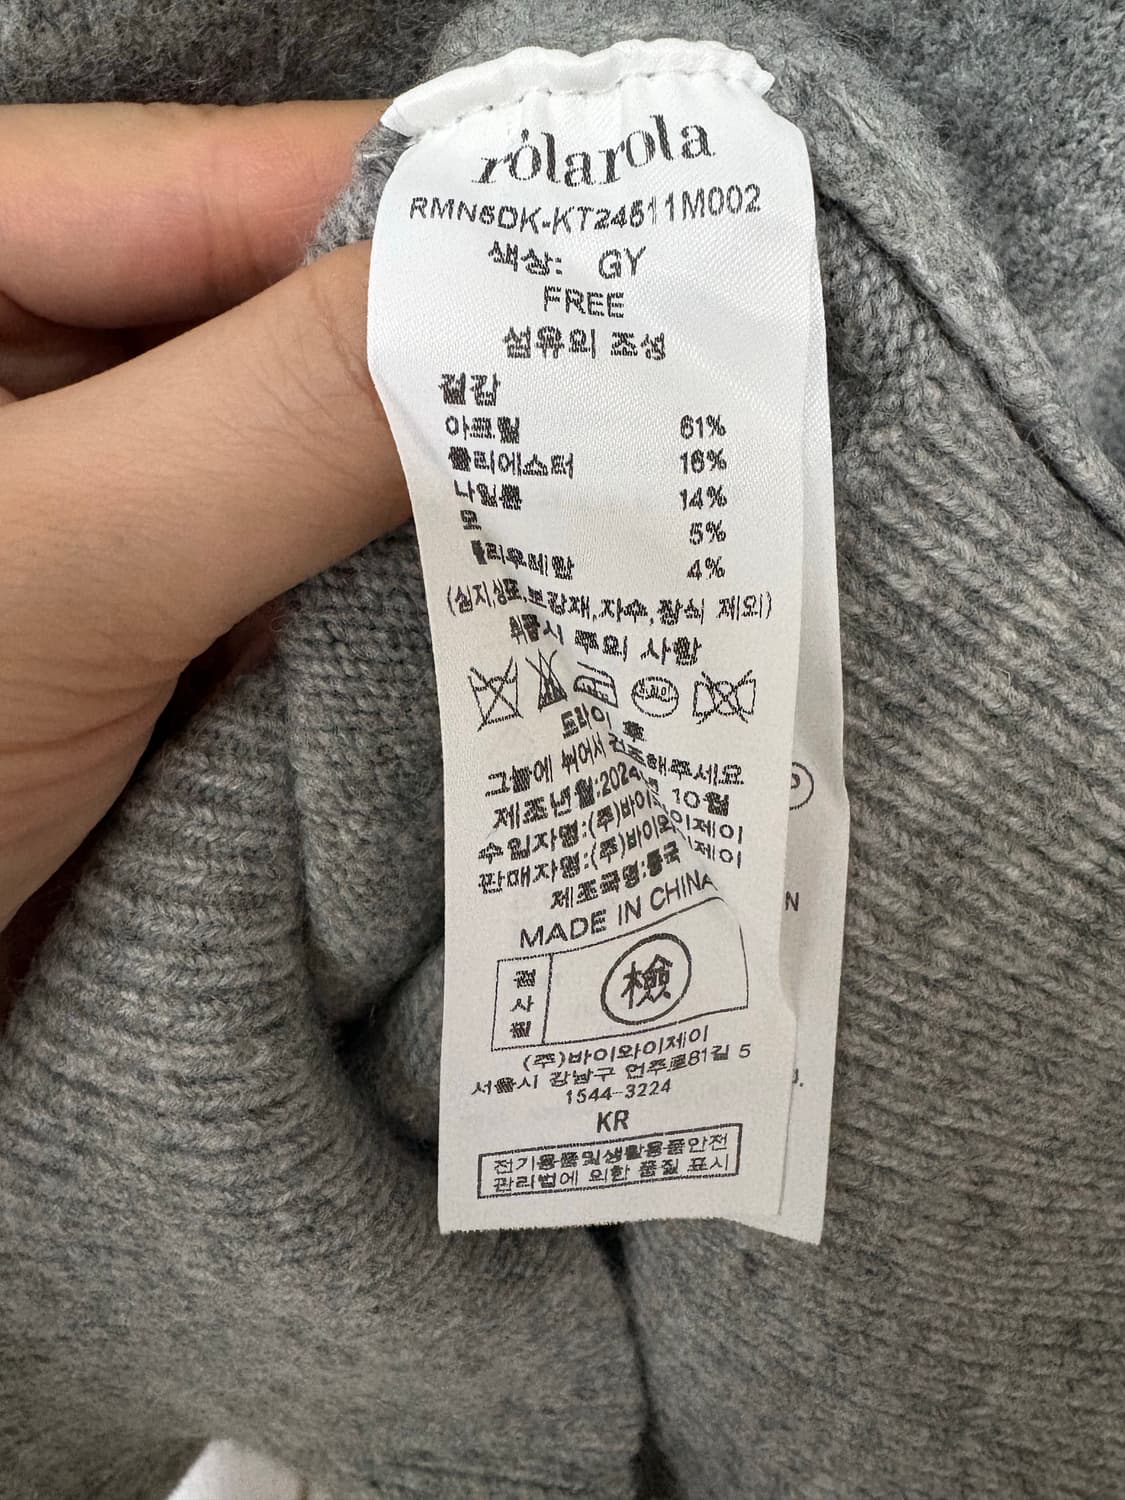 rolarola
RMN6DK-KT24511M002
색상: GY
FREE
섬유의 조성
겉감
아크릴 61%
폴리에스터 16%
나일론 14%
모 5%
폴리우레탄 4%
(심지,상표,보강재,자수,장식 제외)
취급시 주의 사항
드라이
드라이 후
그늘에 뉘어서 건조해주세요
제조년월:2024년 10월
수입자명:(주)바이와이제이
판매자명:(주)바이와이제이
제조국명:중국
MADE IN CHINA
검사필
檢
(주)바이와이제이
서울시 강남구 언주로81길 5
1544-3224
KR
전기용품및생활용품안전
관리법에 의한 품질 표시
P
N